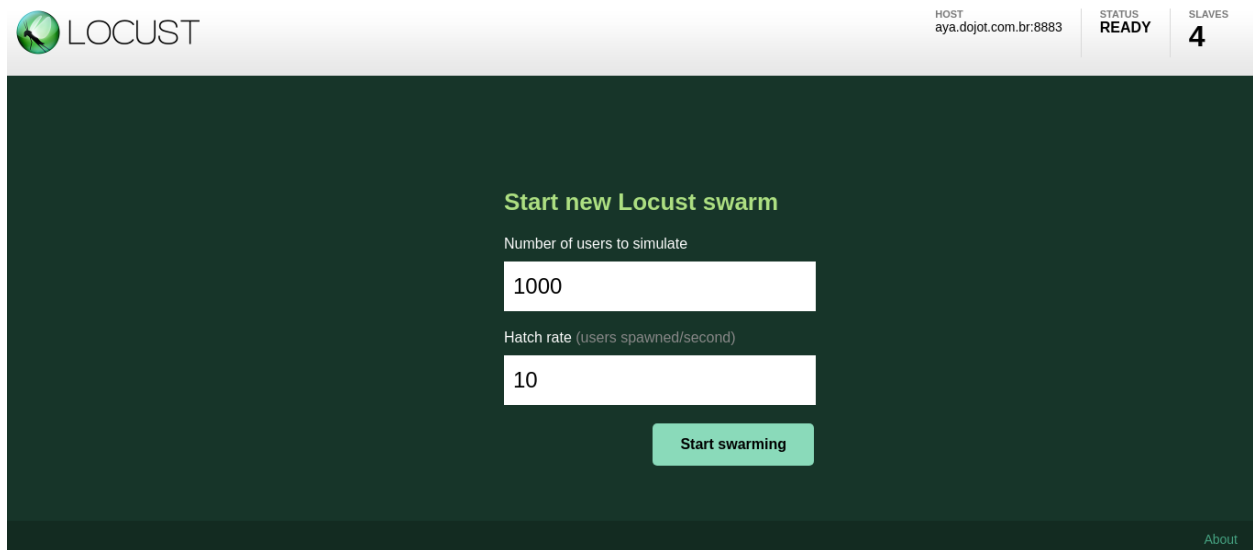 LOCUST
HOST
aya.dojot.com.br:8883
STATUS
READY
SLAVES
4
Start new Locust swarm
Number of users to simulate
1000
Hatch rate (users spawned/second)
10
Start swarming
About